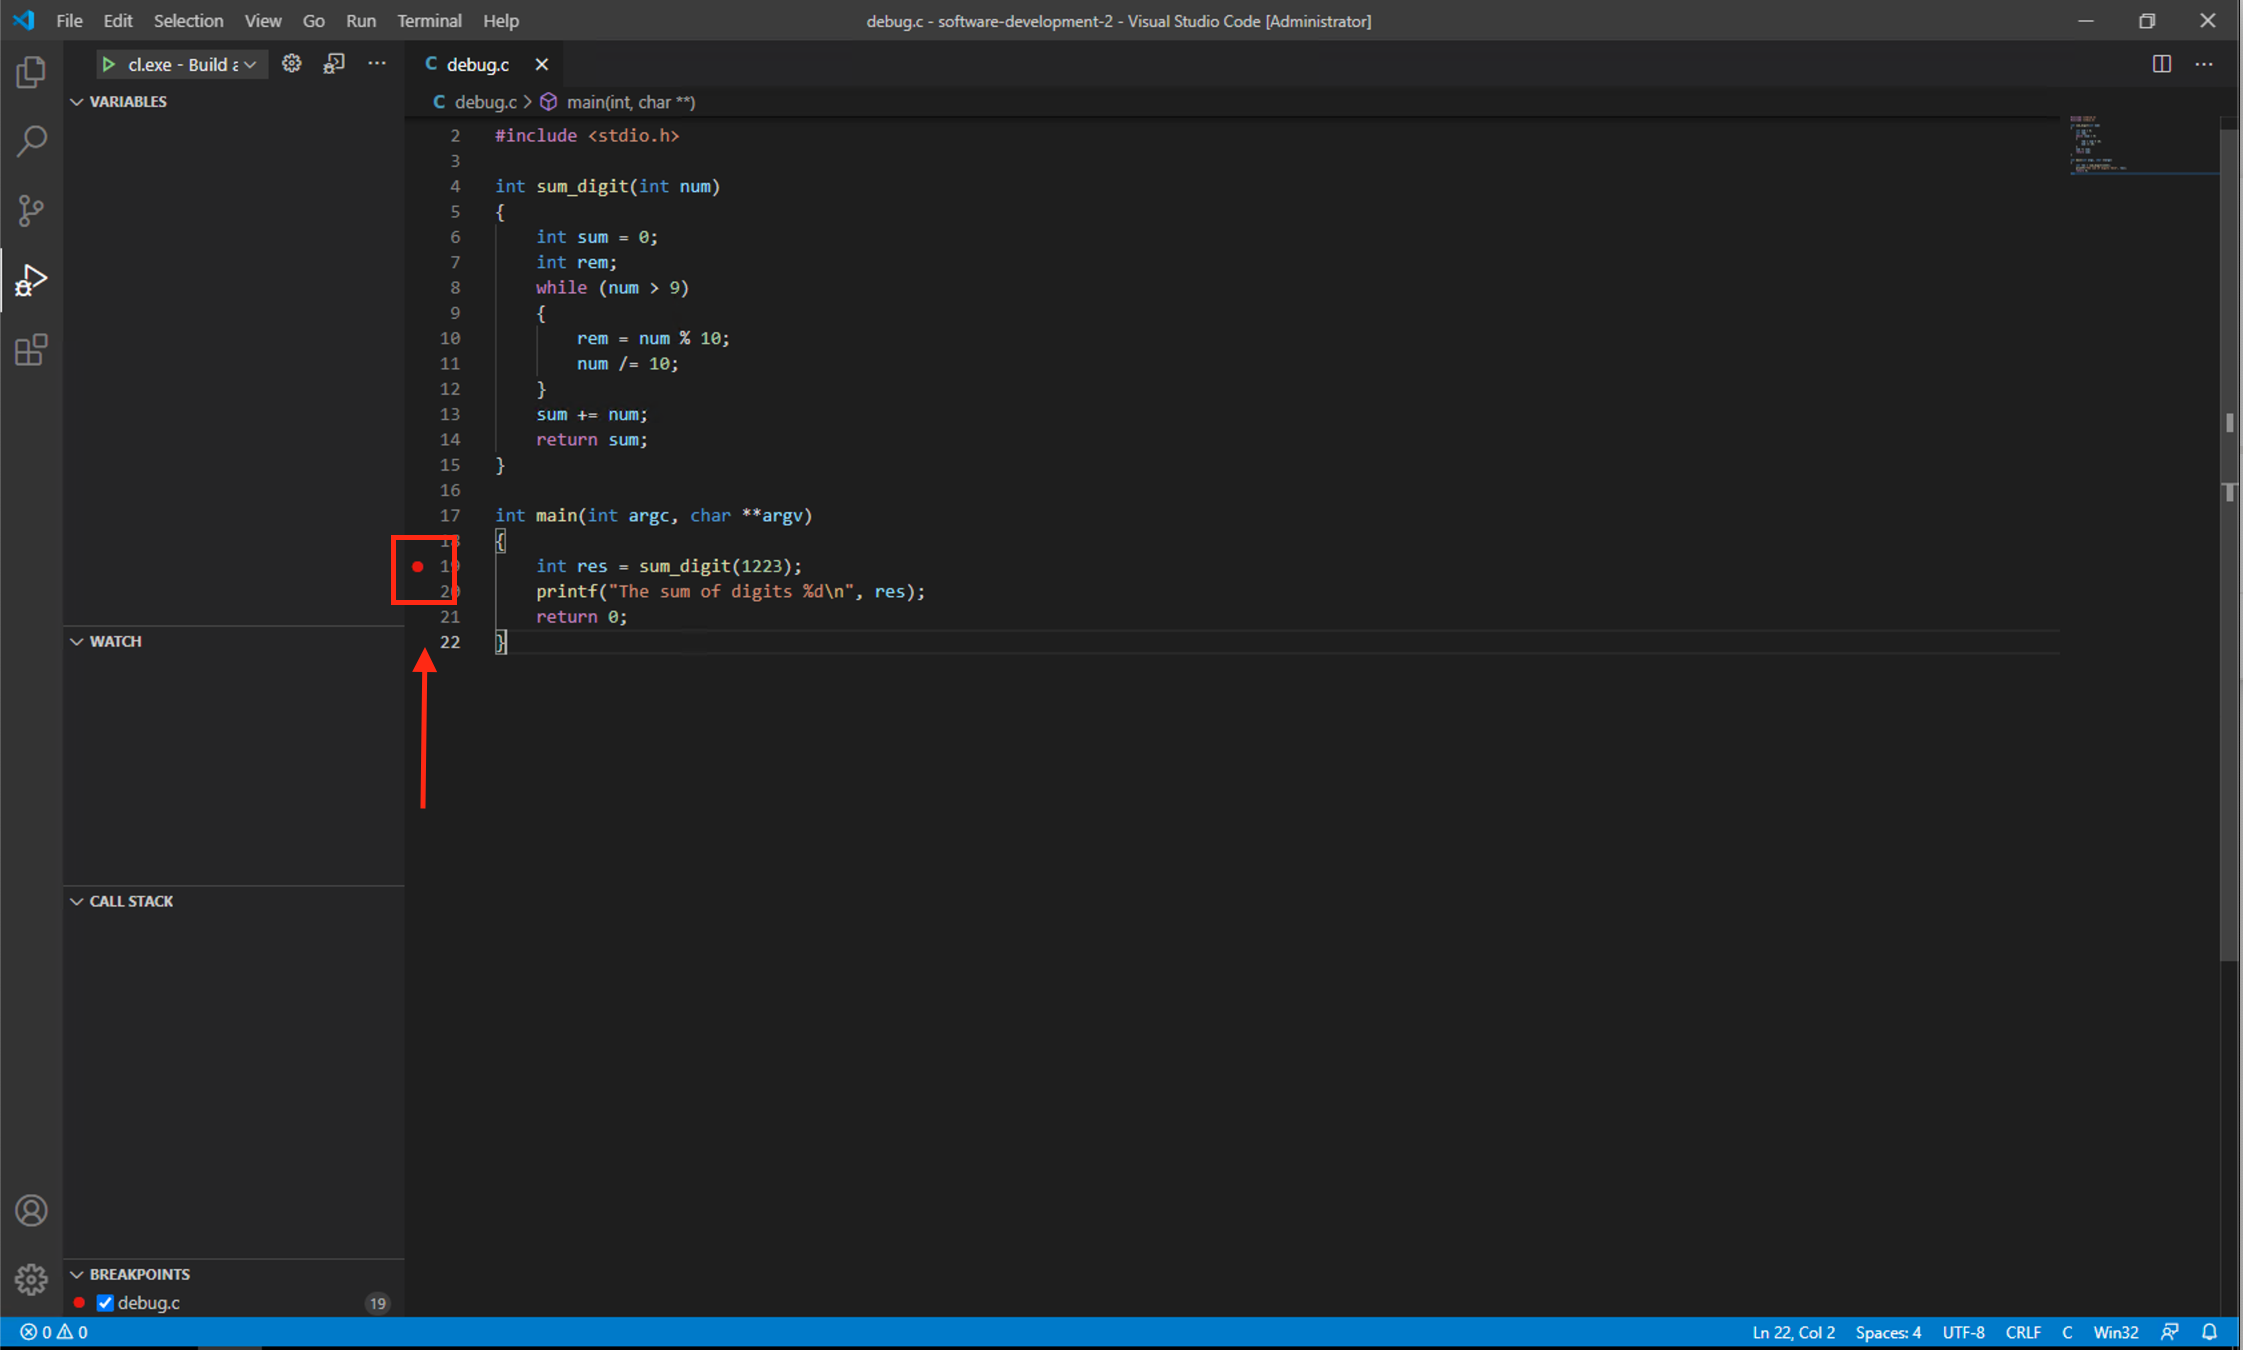 File Edit Selection View Go Run Terminal Help debug.c - software-development-2 - Visual Studio Code [Administrator]
cl.exe - Build a
C debug.c
VARIABLES
C debug.c > main(int, char **)
2 #include <stdio.h>
3
4 int sum_digit(int num)
5 {
6 int sum = 0;
7 int rem;
8 while (num > 9)
9 {
10 rem = num % 10;
11 num /= 10;
12 }
13 sum += num;
14 return sum;
15 }
16
17 int main(int argc, char **argv)
18 {
19 int res = sum_digit(1223);
20 printf("The sum of digits %d\n", res);
21 return 0;
22 }
WATCH
CALL STACK
BREAKPOINTS
debug.c 19
0 0 Ln 22, Col 2 Spaces: 4 UTF-8 CRLF C Win32